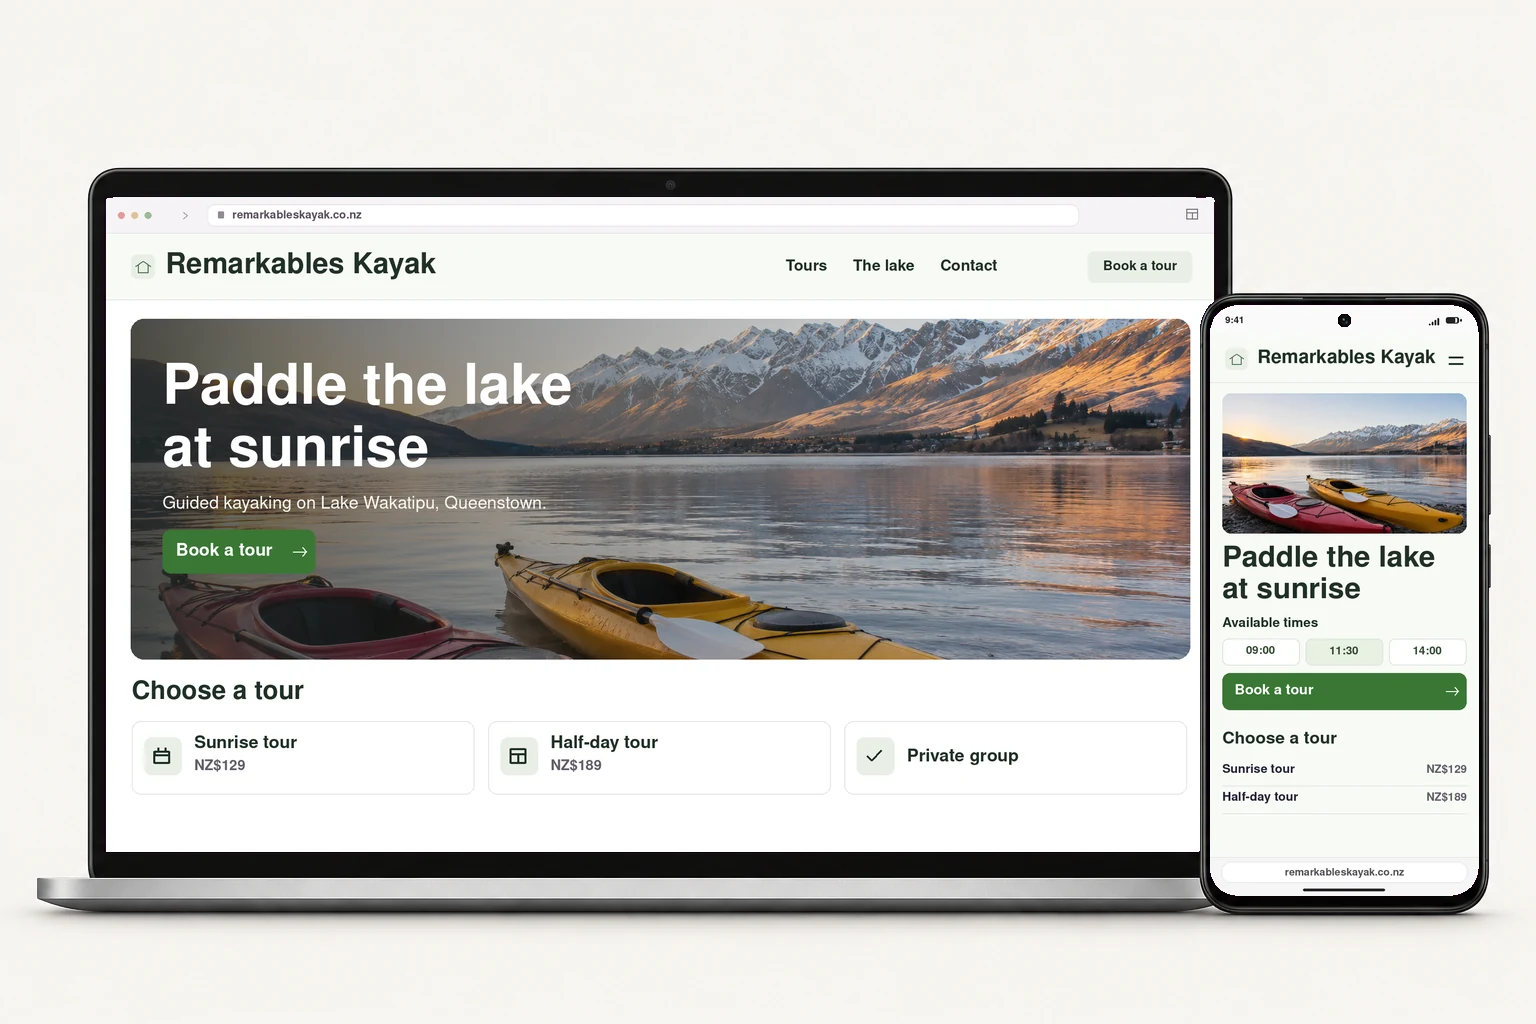 remarkableskayak.co.nz
Remarkables Kayak
Tours
The lake
Contact
Book a tour
Paddle the lake
at sunrise
Guided kayaking on Lake Wakatipu, Queenstown.
Book a tour
Choose a tour
Sunrise tour
NZ$129
Half-day tour
NZ$189
Private group
9:41
Remarkables Kayak
Paddle the lake
at sunrise
Available times
09:00
11:30
14:00
Book a tour
Choose a tour
Sunrise tour NZ$129
Half-day tour NZ$189
remarkableskayak.co.nz